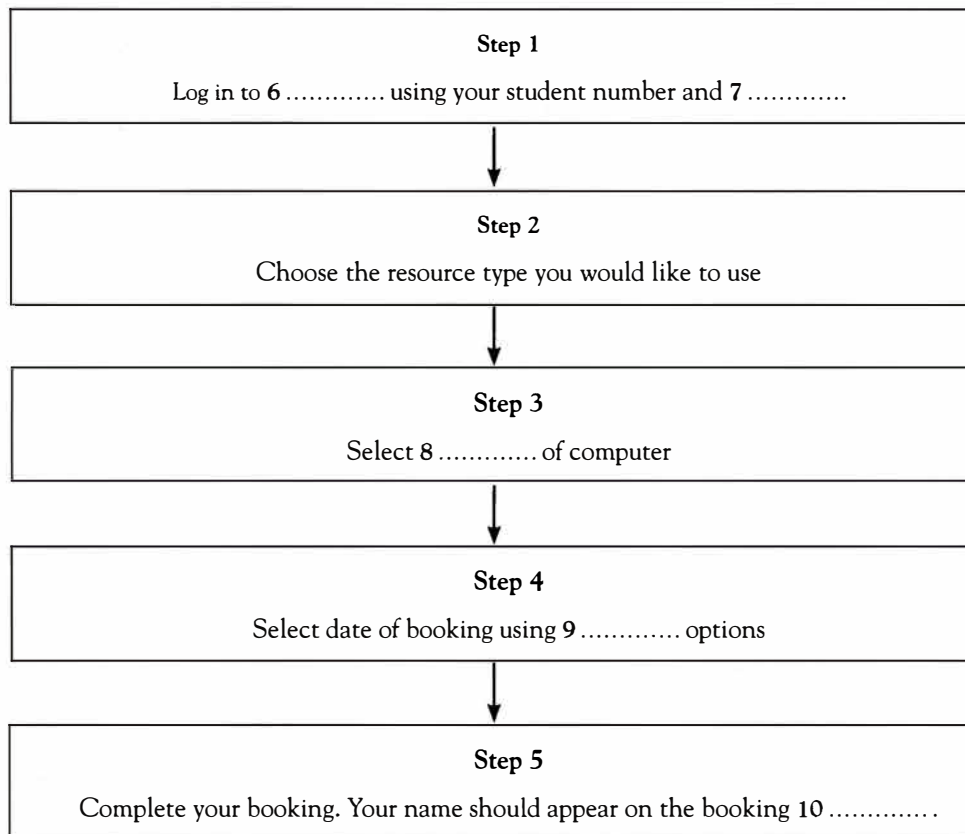 Step 1
Log in to 6 ............. using your student number and 7 .............
Step 2
Choose the resource type you would like to use
Step 3
Select 8 ............. of computer
Step 4
Select date of booking using 9 ............. options
Step 5
Complete your booking. Your name should appear on the booking 10 ............. .